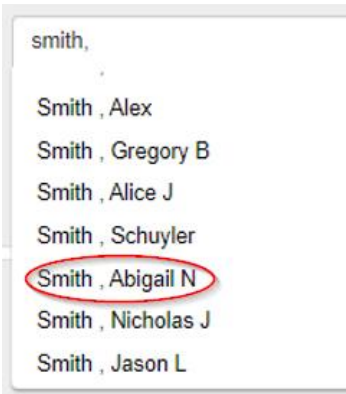 smith,
,
Smith , Alex
Smith , Gregory B
Smith , Alice J
Smith , Schuyler
Smith , Abigail N
Smith , Nicholas J
Smith , Jason L